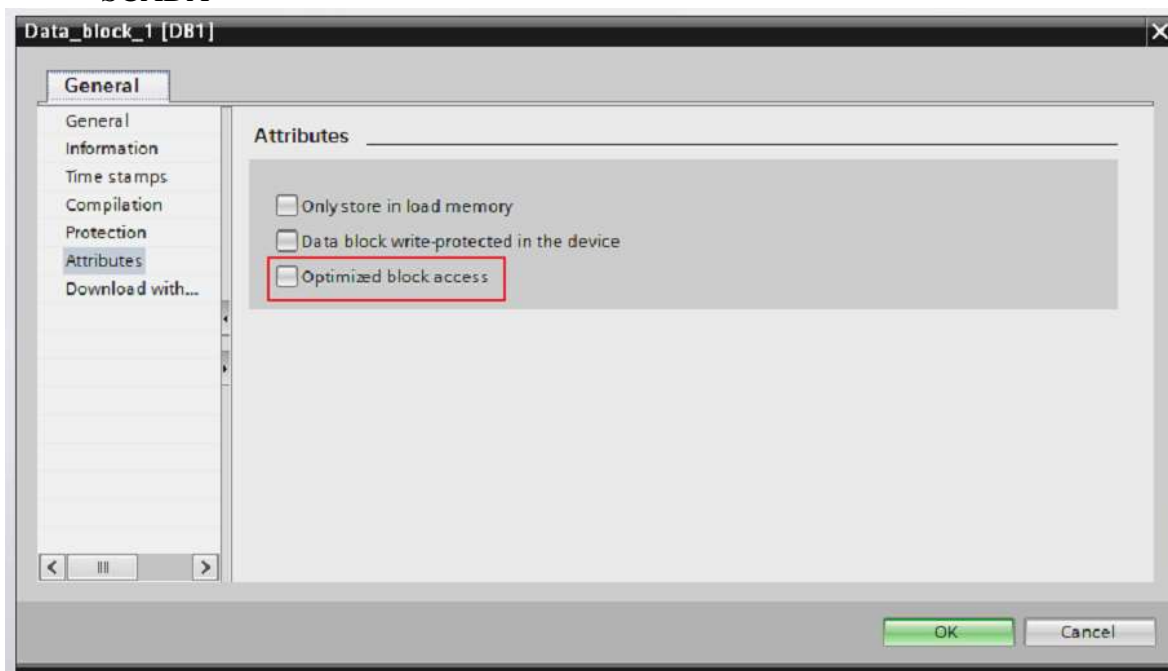 SCADA
Data_block_1 [DB1]
General
General
Information
Time stamps
Compilation
Protection
Attributes
Download with...
Attributes
Only store in load memory
Data block write-protected in the device
Optimized block access
OK
Cancel